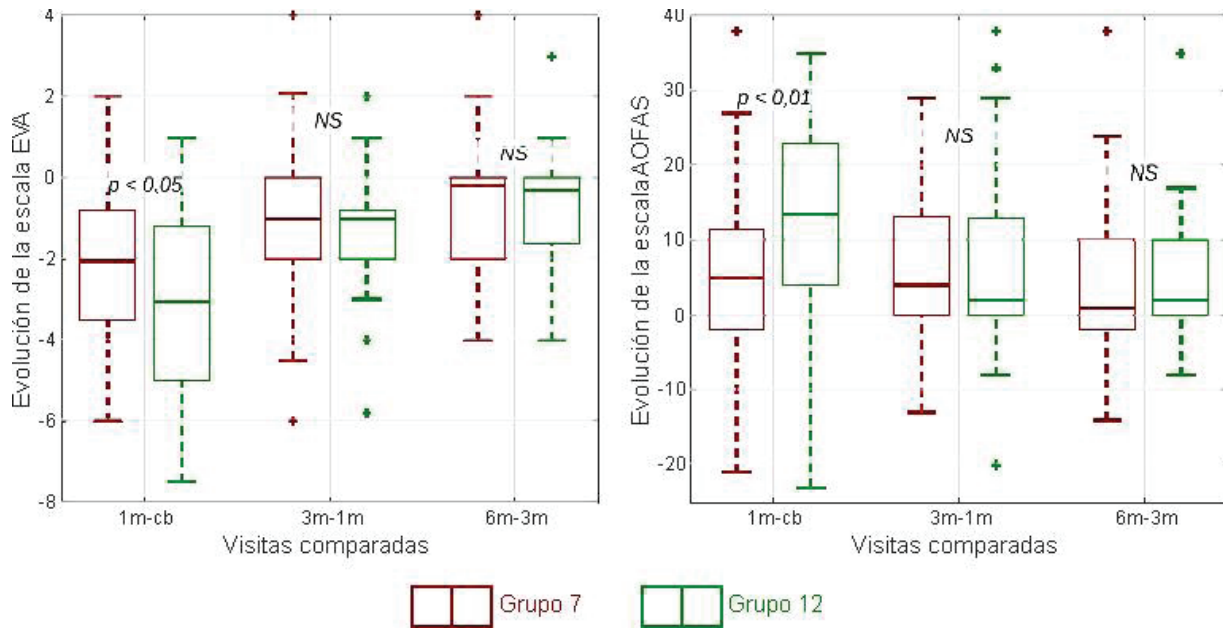 Evolución de la escala EVA
4
2
0
-2
-4
-6
-8
p < 0,05
NS
NS
1m-cb
3m-1m
6m-3m
Visitas comparadas
Evolución de la escalaAOFAS
40
30
20
10
0
-10
-20
p < 0,01
NS
NS
1m-cb
3m-1m
6m-3m
Visitas comparadas
Grupo 7
Grupo 12